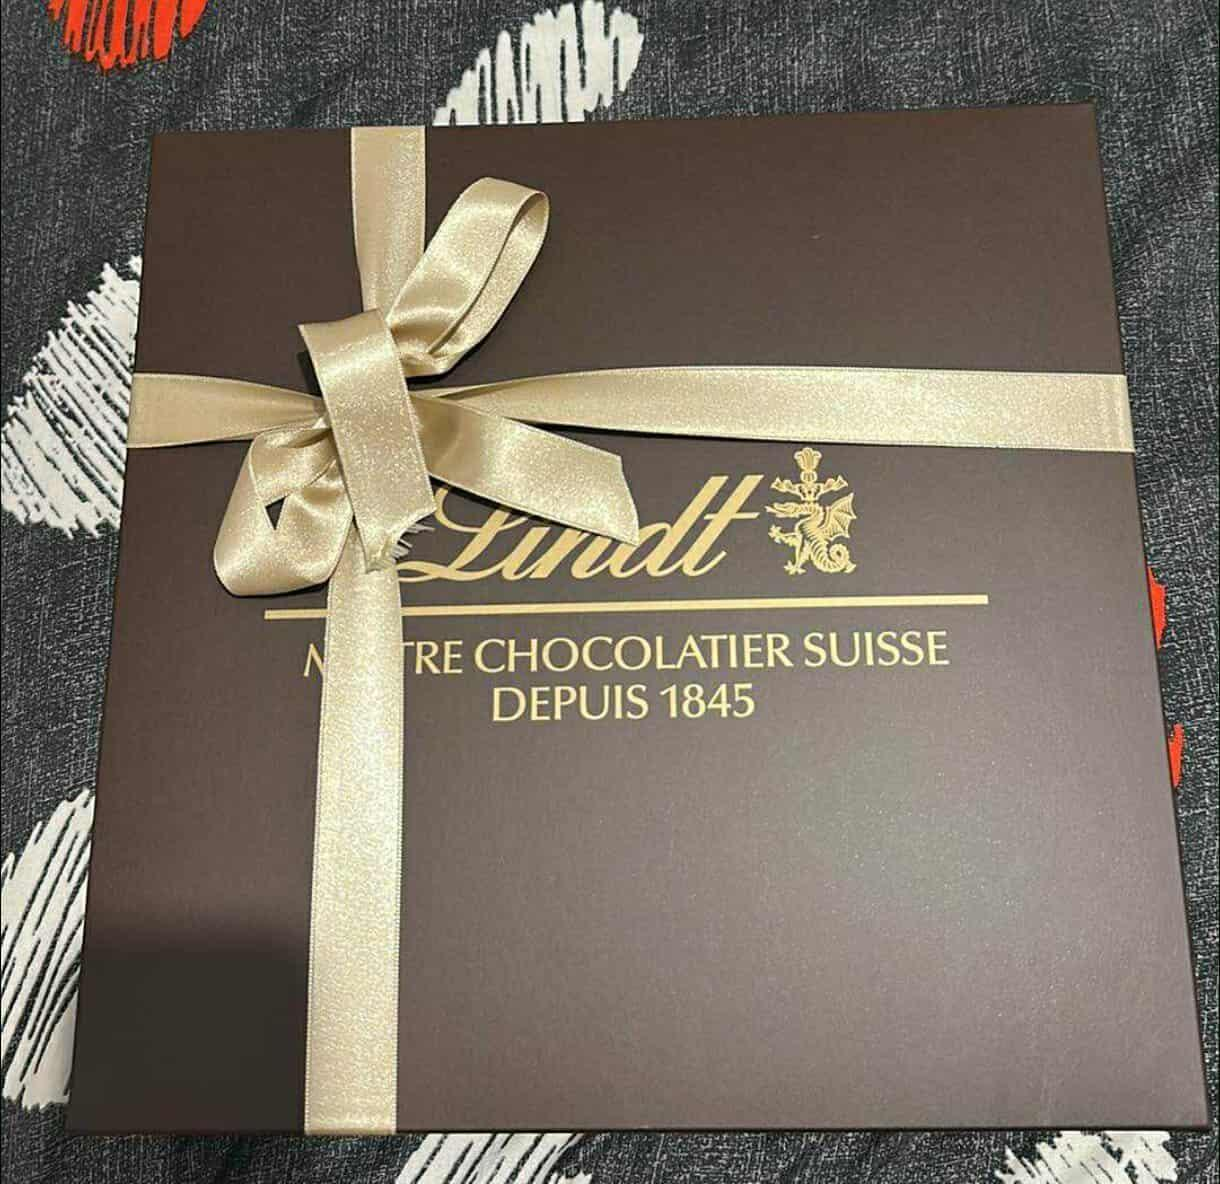 Lindt
CHOCOLATIER SUISSE
DEPUIS 1845